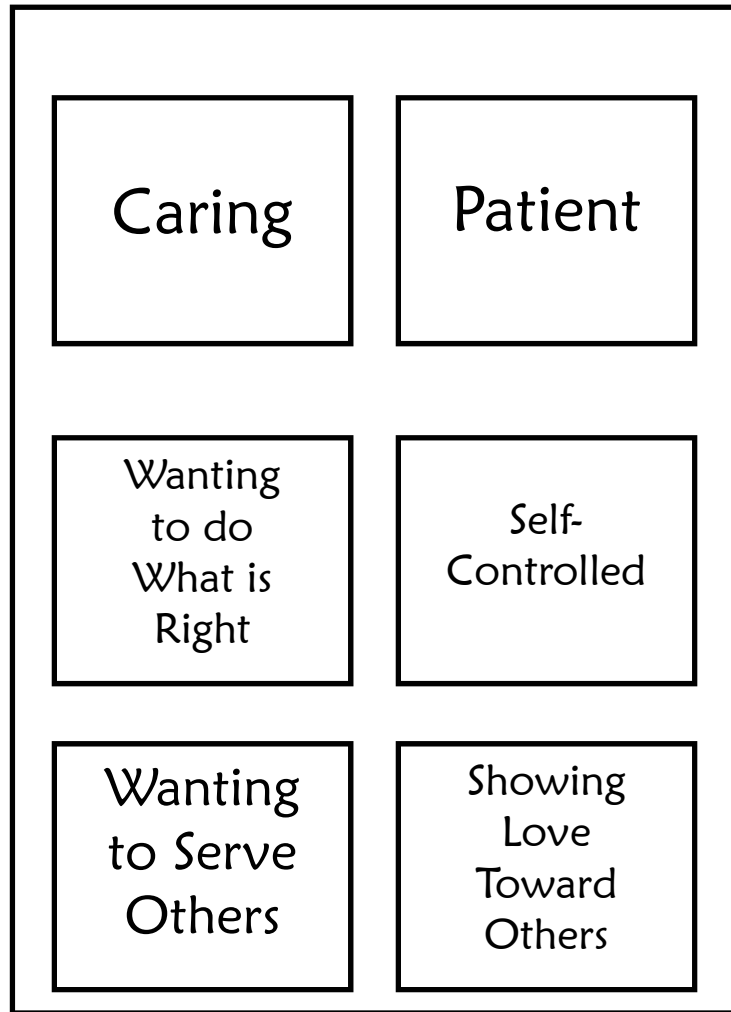 Caring
Patient
Wanting
to do
What is
Right
Self-
Controlled
Wanting
to Serve
Others
Showing
Love
Toward
Others